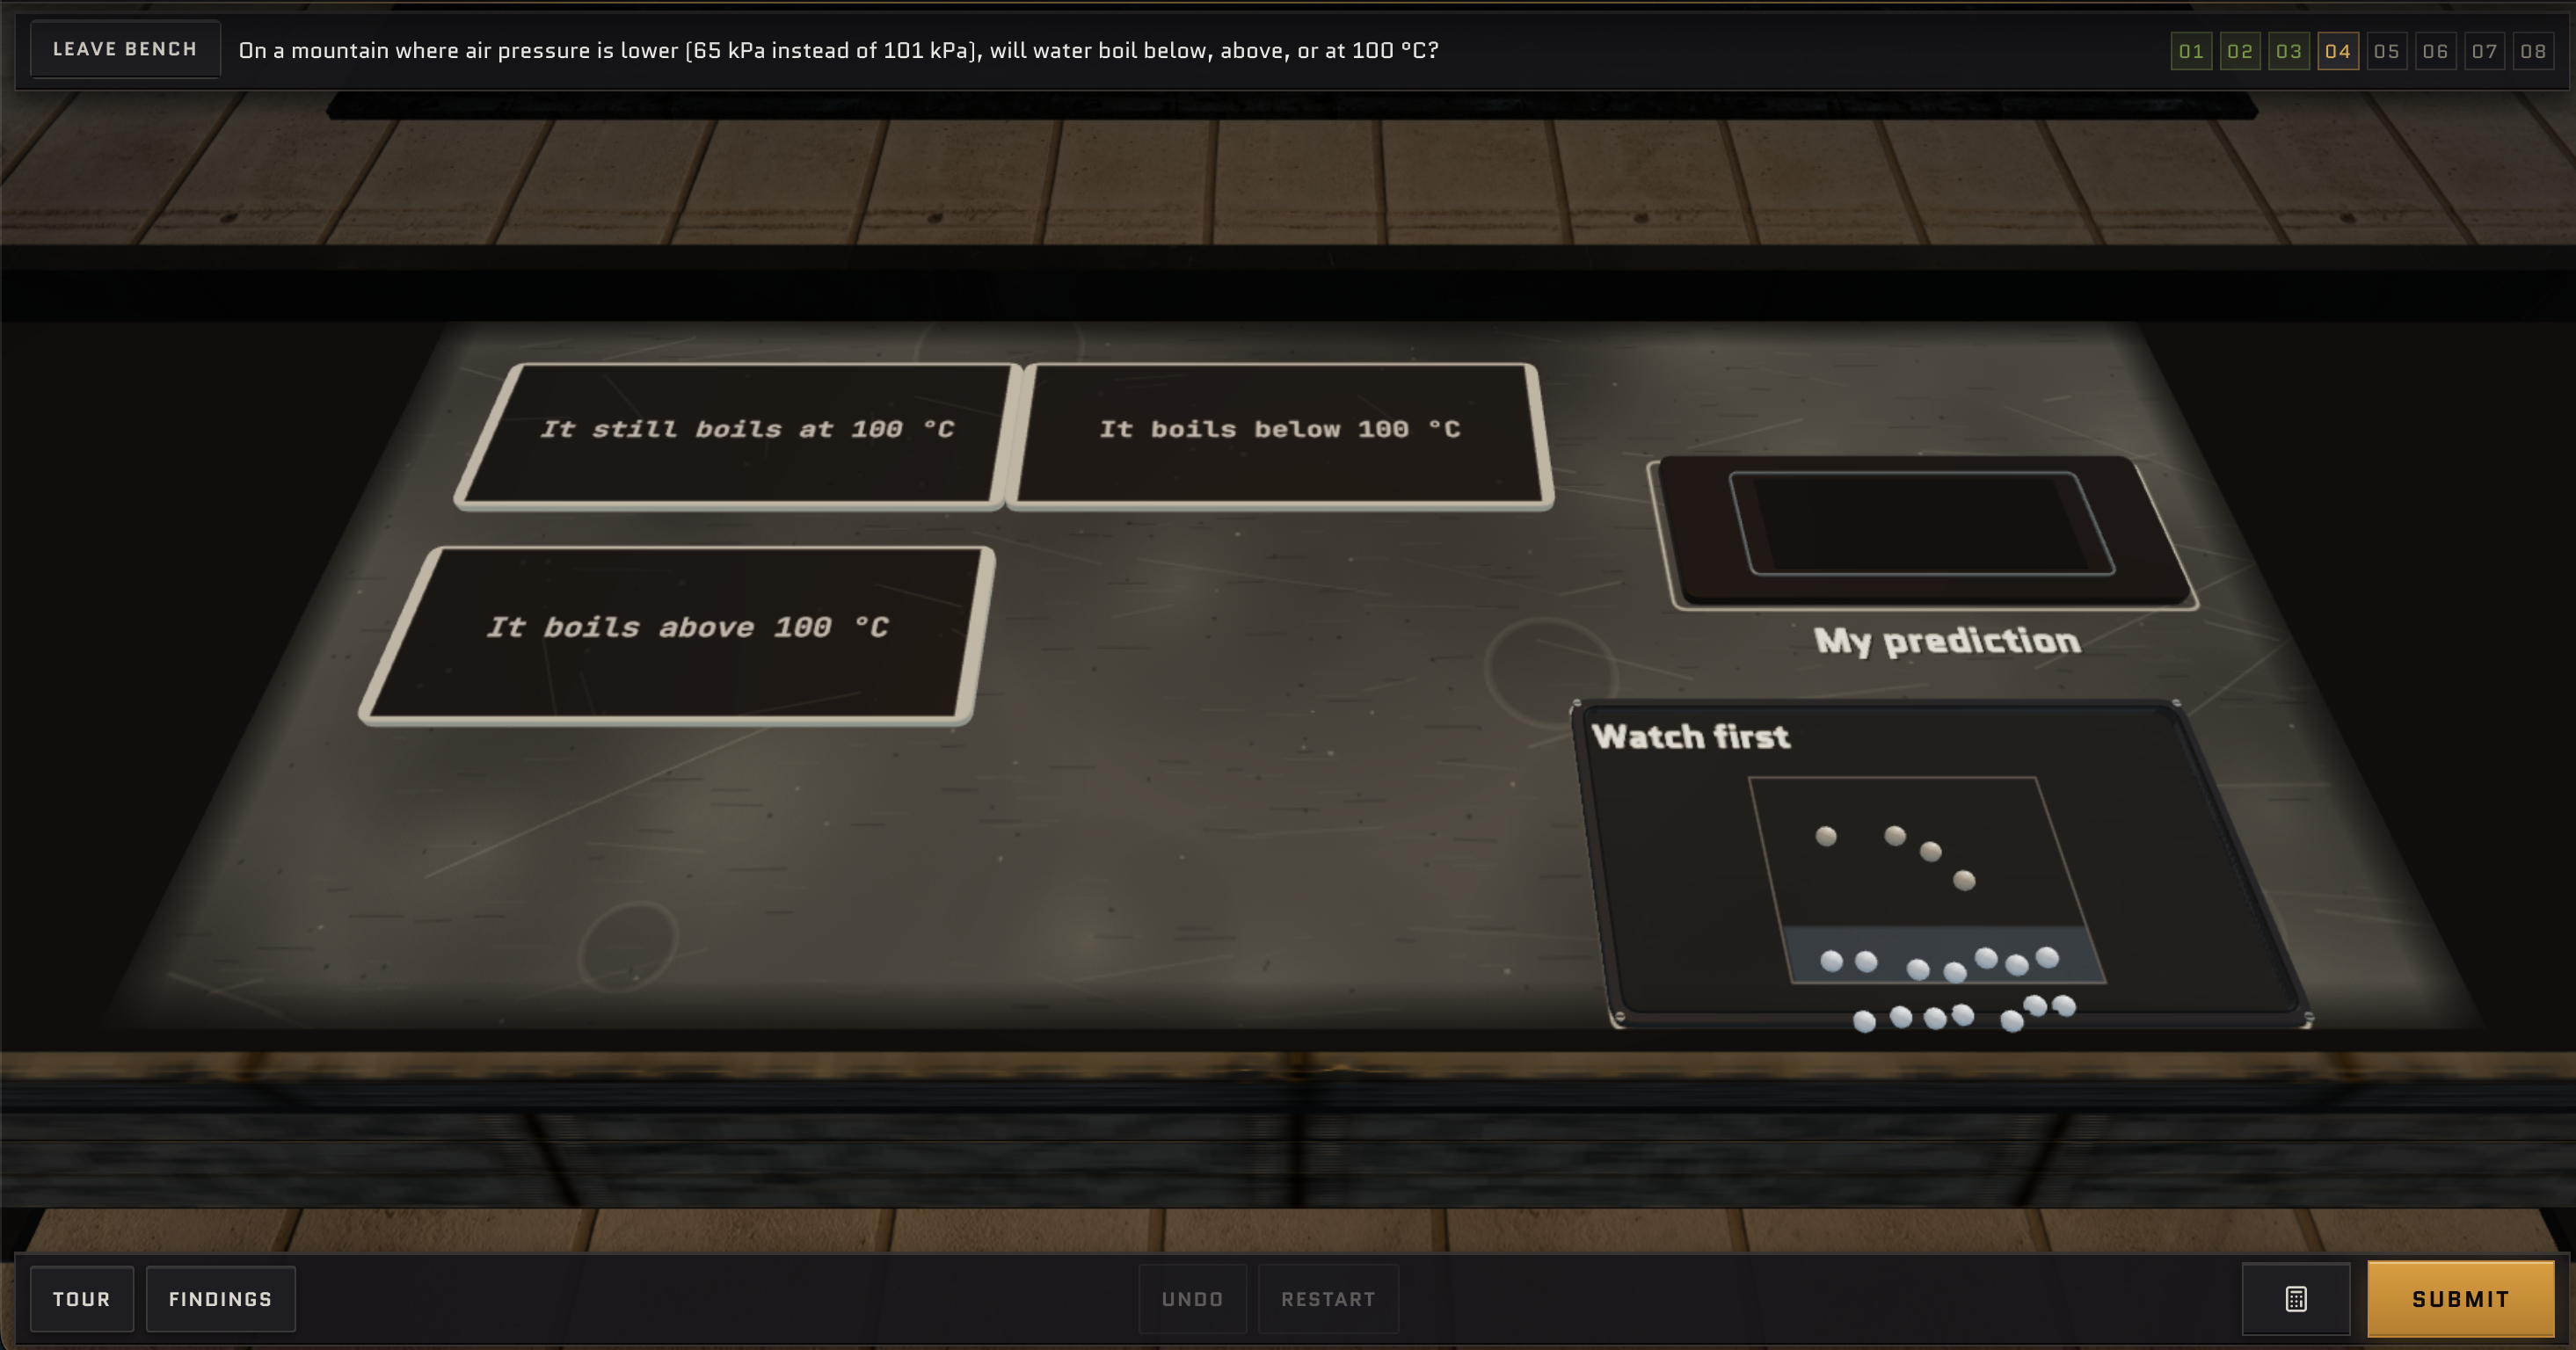 LEAVE BENCH
On a mountain where air pressure is lower (65 kPa instead of 101 kPa), will water boil below, above, or at 100 °C?
01 02 03 04 05 06 07 08
It still boils at 100 °C
It boils below 100 °C
It boils above 100 °C
My prediction
Watch first
TOUR
FINDINGS
UNDO
RESTART
SUBMIT